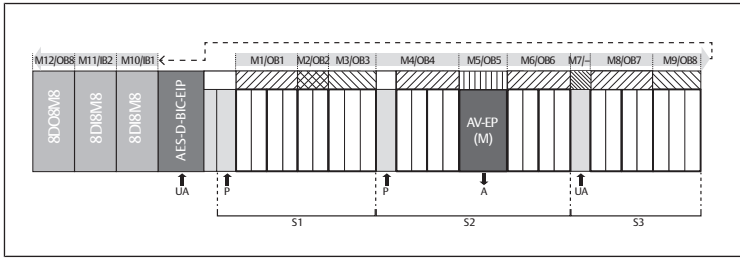 M12/OB8 M11/IB2 M10/IB1 M1/OB1 M2/OB2 M3/OB3 M4/OB4 M5/OB5 M6/OB6 M7/– M8/OB7 M9/OB8
8DO8M8
8DI8M8
8DI8M8
AES-D-BIC-EIP
AV-EP
(M)
UA P P A UA
S1 S2 S3